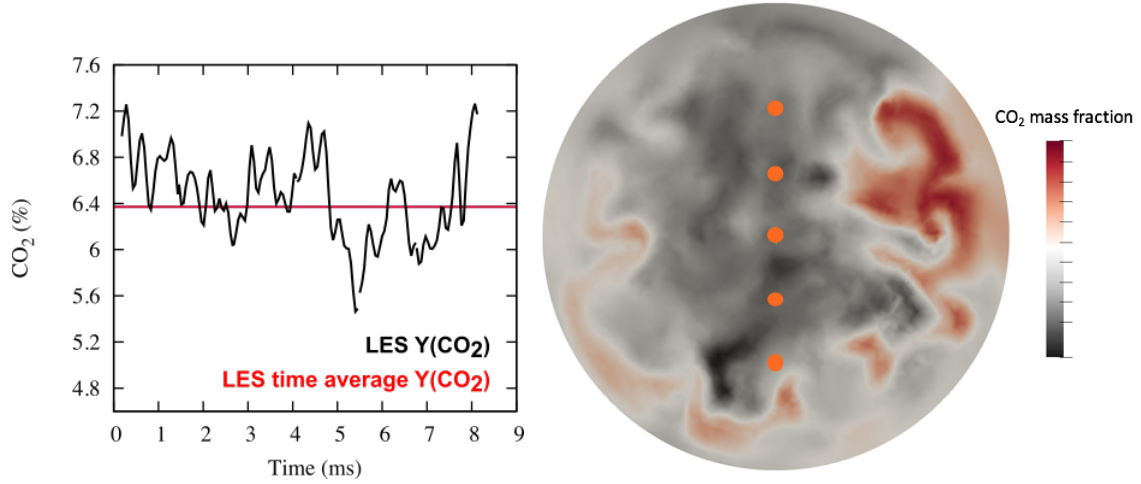 7.6
7.2
6.8
6.4
6
5.6
5.2
4.8
CO2 (%)
LES Y(CO2)
LES time average Y(CO2)
0 1 2 3 4 5 6 7 8 9
Time (ms)
CO2 mass fraction